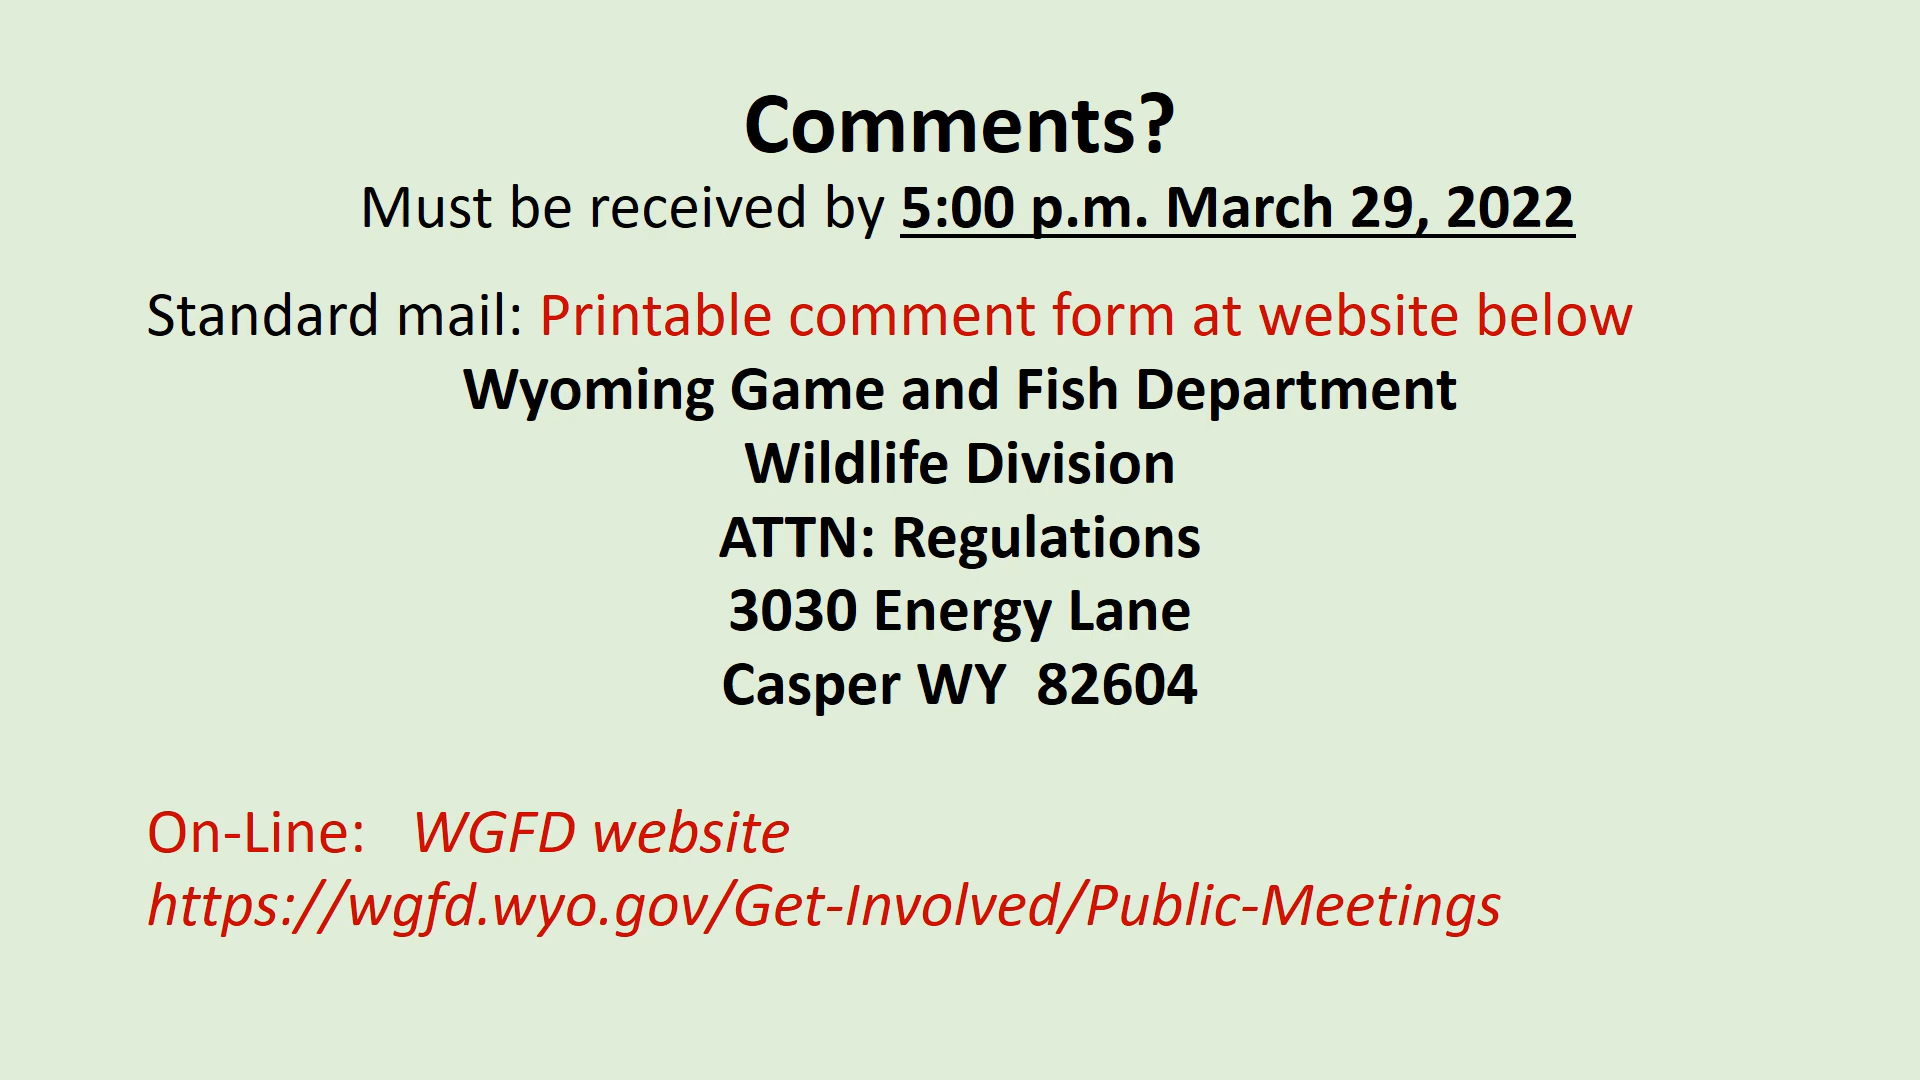 Comments?
Must be received by 5:00 p.m. March 29, 2022
Standard mail: Printable comment form at website below
Wyoming Game and Fish Department
Wildlife Division
ATTN: Regulations
3030 Energy Lane
Casper WY  82604
On-Line:   WGFD website
https://wgfd.wyo.gov/Get-Involved/Public-Meetings